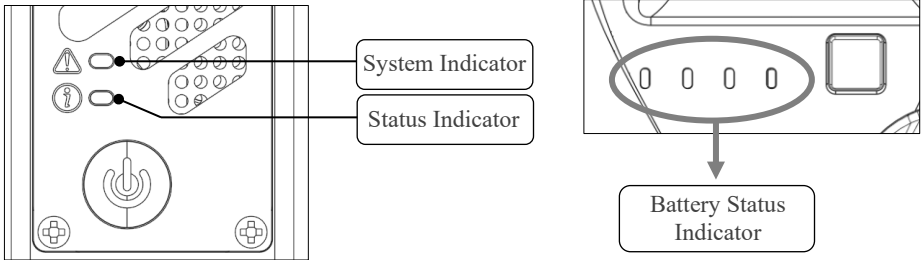 System Indicator
Status Indicator
Battery Status
Indicator